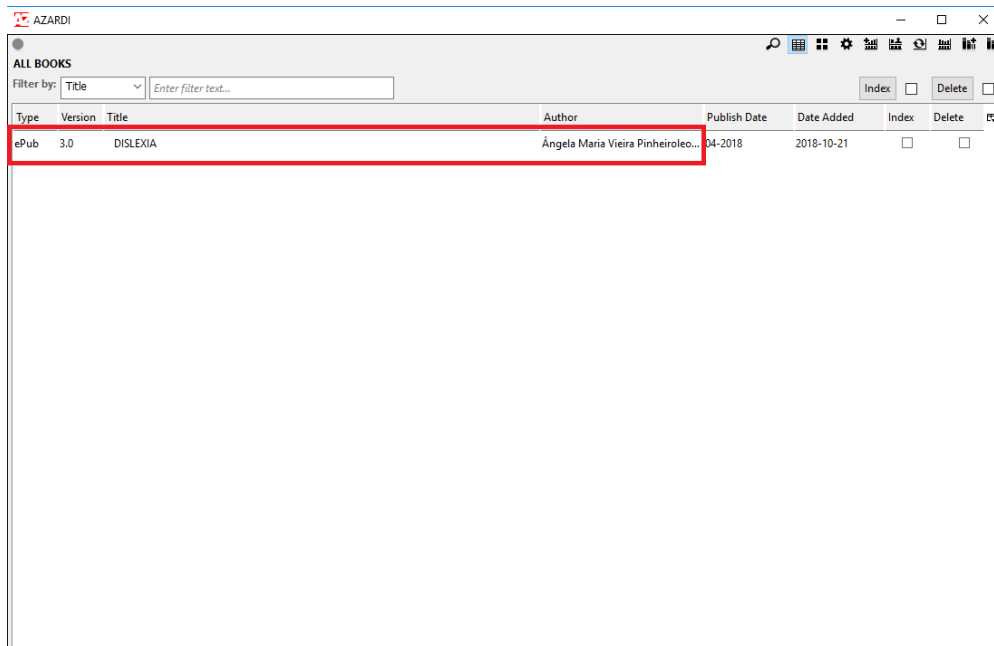 AZARDI
ALL BOOKS
Filter by: Title Enter filter text... Index Delete
Type Version Title Author Publish Date Date Added Index Delete
ePub 3.0 DISLEXIA Ângela Maria Vieira Pinheiroleo... 04-2018 2018-10-21